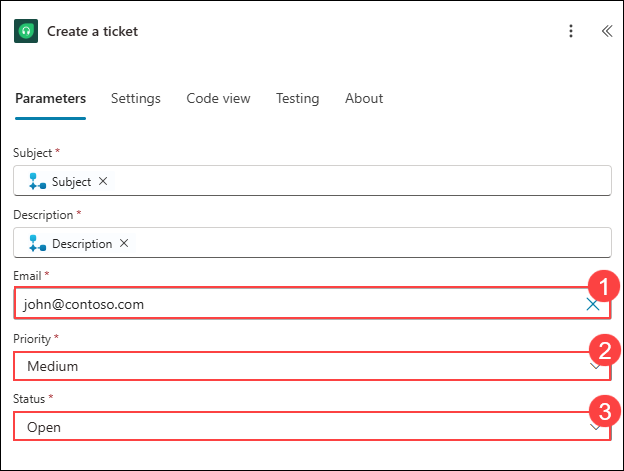 Create a ticket
Parameters Settings Code view Testing About
Subject *
Subject
Description *
Description
Email *
1
john@contoso.com
Priority *
2
Medium
Status *
3
Open